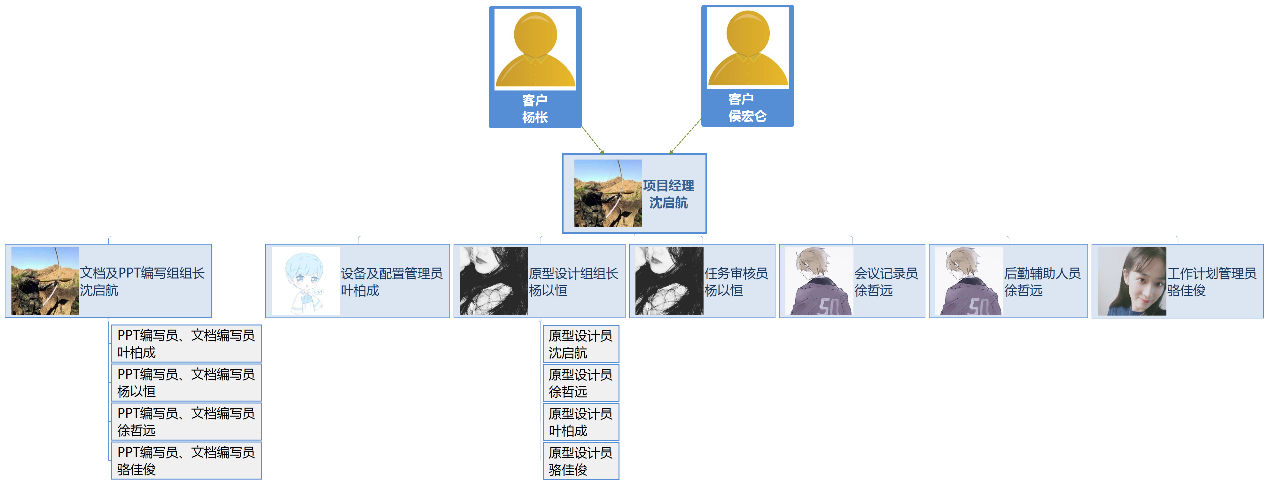 客户
杨枨
客户
侯宏仑
项目经理
沈启航
文档及PPT编写组组长
沈启航
设备及配置管理员
叶柏成
原型设计组组长
杨以恒
任务审核员
杨以恒
会议记录员
徐哲远
后勤辅助人员
徐哲远
工作计划管理员
骆佳俊
PPT编写员、文档编写员
叶柏成
PPT编写员、文档编写员
杨以恒
PPT编写员、文档编写员
徐哲远
PPT编写员、文档编写员
骆佳俊
原型设计员
沈启航
原型设计员
徐哲远
原型设计员
叶柏成
原型设计员
骆佳俊